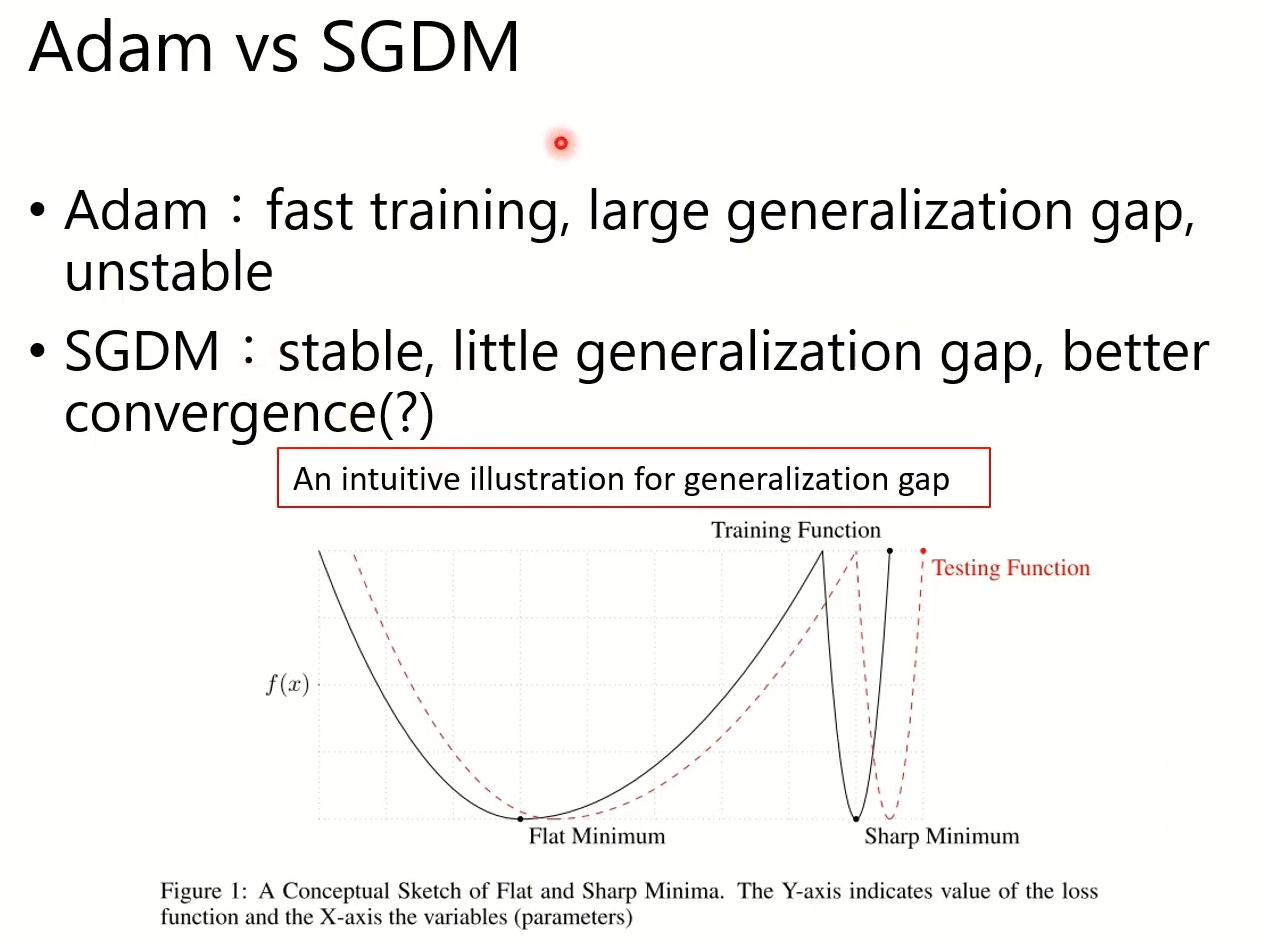 Adam vs SGDM
• Adam：fast training, large generalization gap,
unstable
• SGDM：stable, little generalization gap, better
convergence(?)
An intuitive illustration for generalization gap
Training Function
Testing Function
f(x)
Flat Minimum
Sharp Minimum
Figure 1: A Conceptual Sketch of Flat and Sharp Minima. The Y-axis indicates value of the loss
function and the X-axis the variables (parameters)